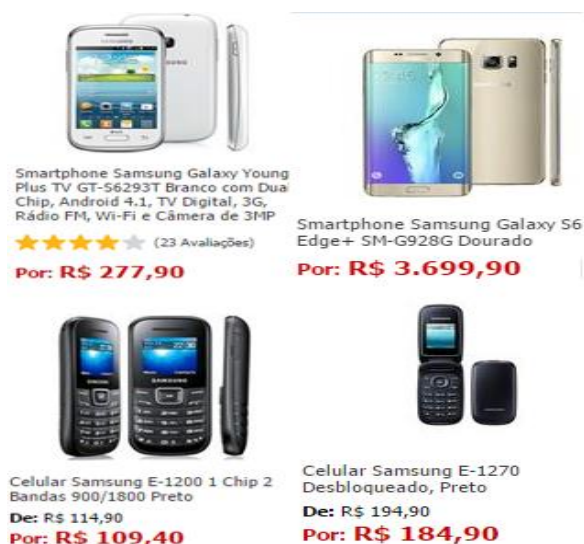 Smartphone Samsung Galaxy Young
Plus TV GT-S6293T Branco com Dual
Chip, Android 4.1, TV Digital, 3G,
Rádio FM, Wi-Fi e Câmera de 3MP
(23 Avaliações)
Por: R$ 277,90
Smartphone Samsung Galaxy S6
Edge+ SM-G928G Dourado
Por: R$ 3.699,90
SAMSUNG
Celular Samsung E-1200 1 Chip 2
Bandas 900/1800 Preto
De: R$ 114,90
Por: R$ 109,40
Celular Samsung E-1270
Desbloqueado, Preto
De: R$ 194,90
Por: R$ 184,90